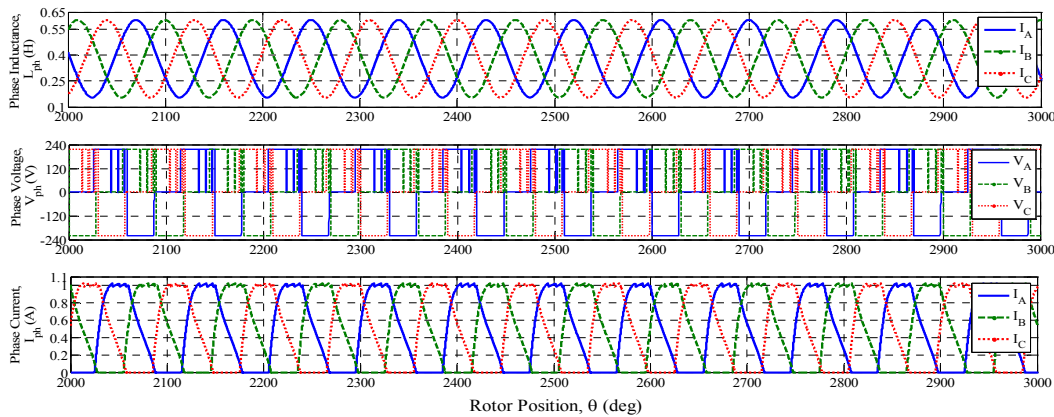 Phase Inductance,
L_ph (H)
0.65
0.55
0.4
0.25
0.1
2000 2100 2200 2300 2400 2500 2600 2700 2800 2900 3000
I_A
I_B
I_C
Phase Voltage,
V_ph (V)
240
120
0
-120
-240
2000 2100 2200 2300 2400 2500 2600 2700 2800 2900 3000
V_A
V_B
V_C
Phase Current,
I_ph (A)
1.1
1
0.8
0.6
0.4
0.2
0
2000 2100 2200 2300 2400 2500 2600 2700 2800 2900 3000
I_A
I_B
I_C
Rotor Position, θ (deg)